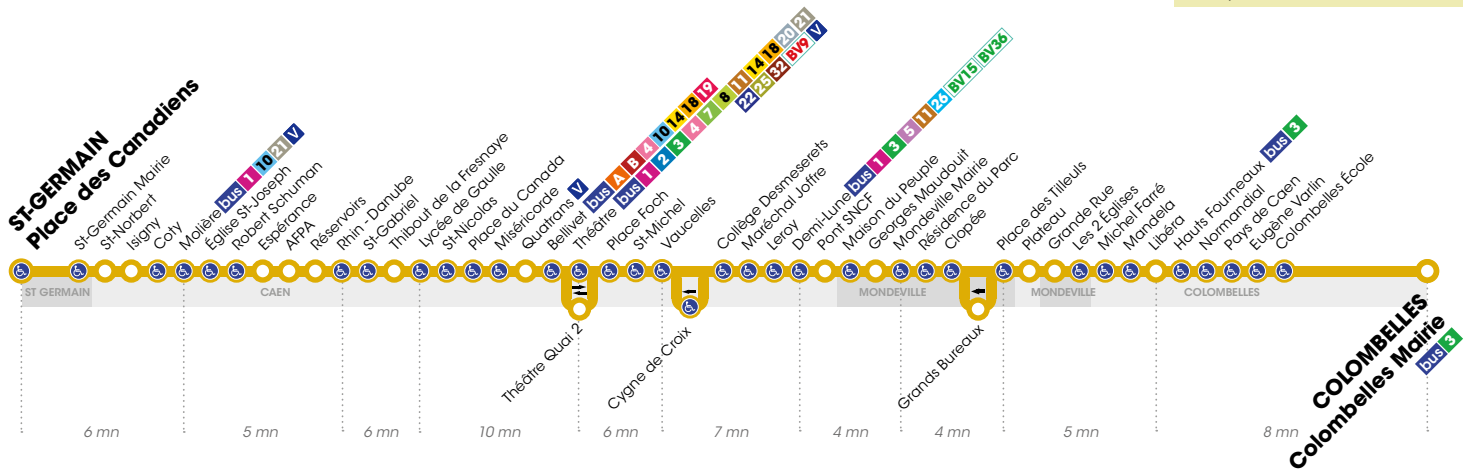 ST-GERMAIN
Place des Canadiens
St-Germain Mairie
St-Norbert
Isigny
Coty
Molière bus 1 10 21 V
Église St-Joseph
Robert Schuman
Espérance
AFPA
Réservoirs
Rhin - Danube
St-Gabriel
Thibout de la Fresnaye
Lycée de Gaulle
St-Nicolas
Place du Canada
Miséricorde
Quatrans V
Bellivet bus A B 4 10 14 18 19
Théâtre bus 1 2 3 4 7 8 11 14 18 20 21
22 25 32 BV9 V
Place Foch
St-Michel
Vaucelles
Collège Desmeserets
Maréchal Joffre
Leroy
Demi-Lune bus 1 3 5 11 26 BV15 BV36
Pont SNCF
Maison du Peuple
Georges Maudouit
Mondeville Mairie
Résidence du Parc
Clopée
Place des Tilleuls
Plateau
Grande Rue
Les 2 Églises
Michel Farré
Mandela
Libéra
Hauts Fourneaux bus 3
Normandial
Pays de Caen
Eugène Varlin
Colombelles École
ST GERMAIN
CAEN
MONDEVILLE
MONDEVILLE
COLOMBELLES
Théâtre Quai 2
Cygne de Croix
Grands Bureaux
COLOMBELLES
Colombelles Mairie
bus 3
6 mn
5 mn
6 mn
10 mn
6 mn
7 mn
4 mn
4 mn
5 mn
8 mn